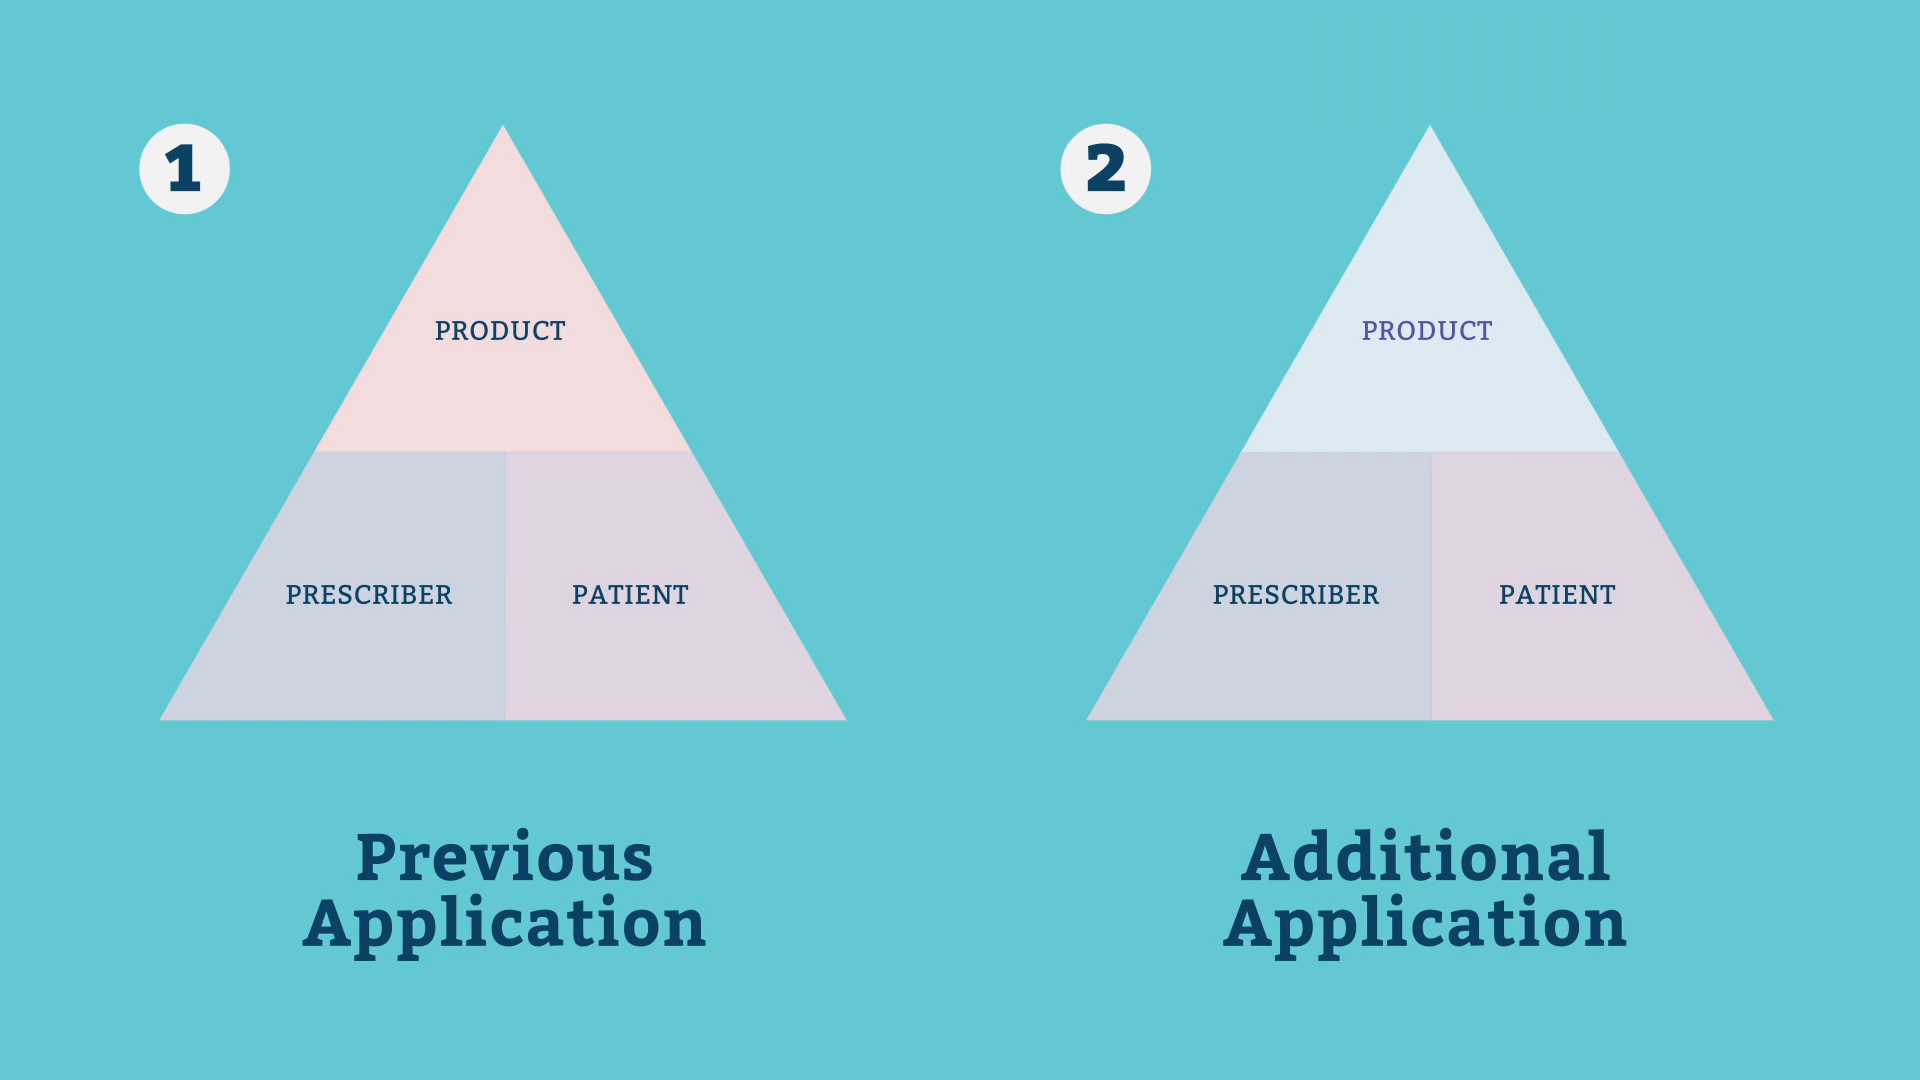 1
PRODUCT
PRESCRIBER
PATIENT
Previous
Application
2
PRODUCT
PRESCRIBER
PATIENT
Additional
Application